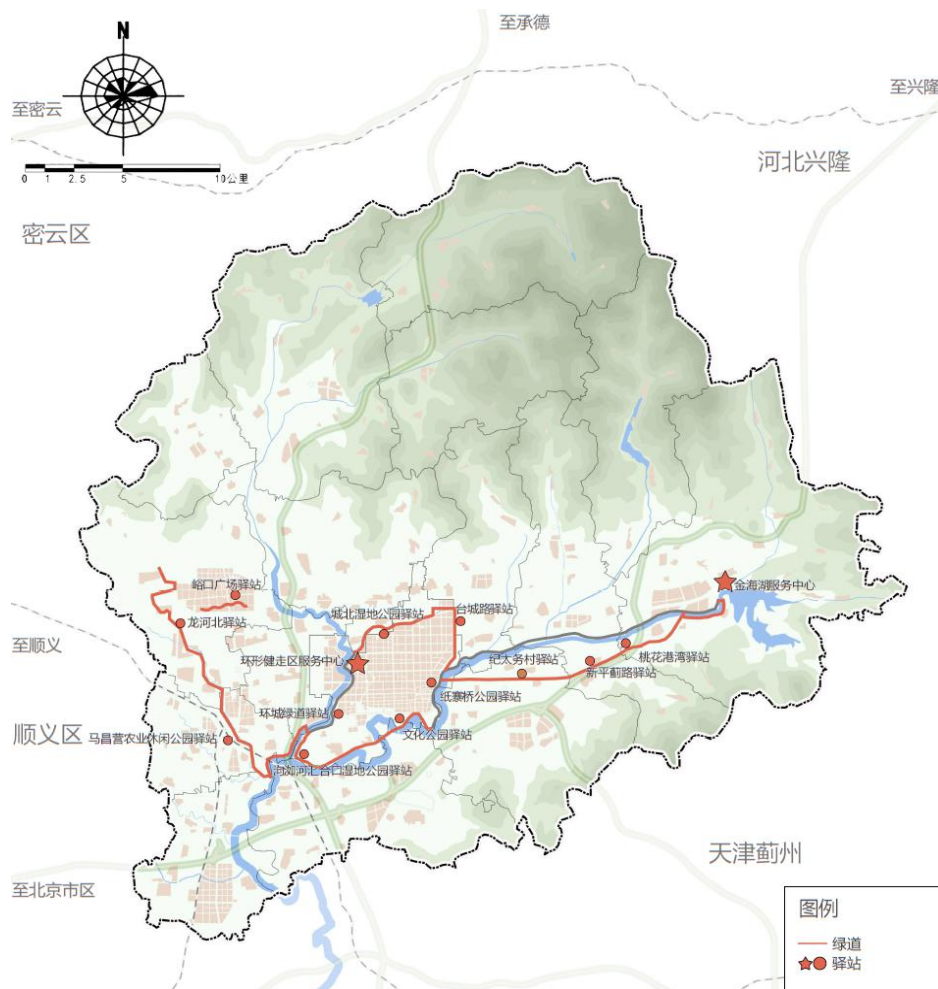 至承德
N
至兴隆
至密云
0 1 2.5 5 10公里
河北兴隆
密云区
峪口广场驿站
金海湖服务中心
龙河北驿站
城北湿地公园驿站
台城路驿站
至顺义
环形健走区服务中心
纪太务村驿站
桃花港湾驿站
新平蓟路驿站
纸寨桥公园驿站
环城绿道驿站
顺义区
马昌营农业休闲公园驿站
文化公园驿站
泃洳河汇合口湿地公园驿站
天津蓟州
至北京市区
图例
绿道
驿站